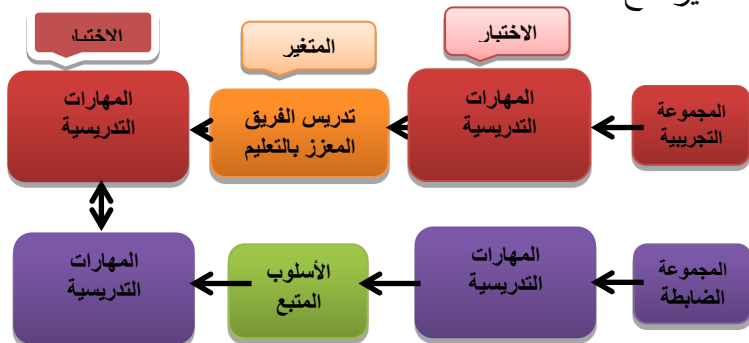 الاختبار
المتغير
الاختبار
المجموعة
التجريبية
المهارات
التدريسية
تدريس الفريق
المعزز بالتعليم
المهارات
التدريسية
المجموعة
الضابطة
المهارات
التدريسية
الأسلوب
المتبع
المهارات
التدريسية